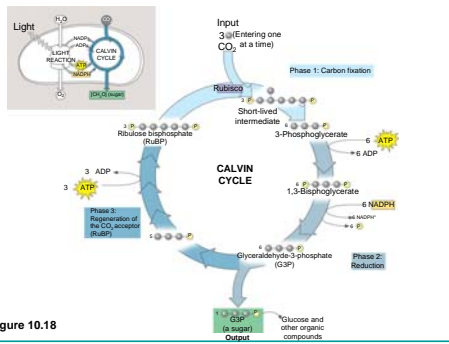 H₂O
CO₂
Light
NADP⁺
ADP
LIGHT
REACTION
ATP
NADPH
CALVIN
CYCLE
O₂
[CH₂O] (sugar)
Input
3 (Entering one
at a time)
CO₂
Phase 1: Carbon fixation
Rubisco
3 P P
Short-lived
intermediate
3 P P
Ribulose bisphosphate
(RuBP)
6 P
3-Phosphoglycerate
6 ATP
6 ADP
CALVIN
CYCLE
3 ADP
3 ATP
6 P P
1,3-Bisphoglycerate
6 NADPH
6 NADPH⁺
6 P
Phase 3:
Regeneration of
the CO₂ acceptor
(RuBP)
5 P
6 P
Glyceraldehyde-3-phosphate
(G3P)
Phase 2:
Reduction
1 P
G3P
(a sugar)
Output
Glucose and
other organic
compounds
gure 10.18